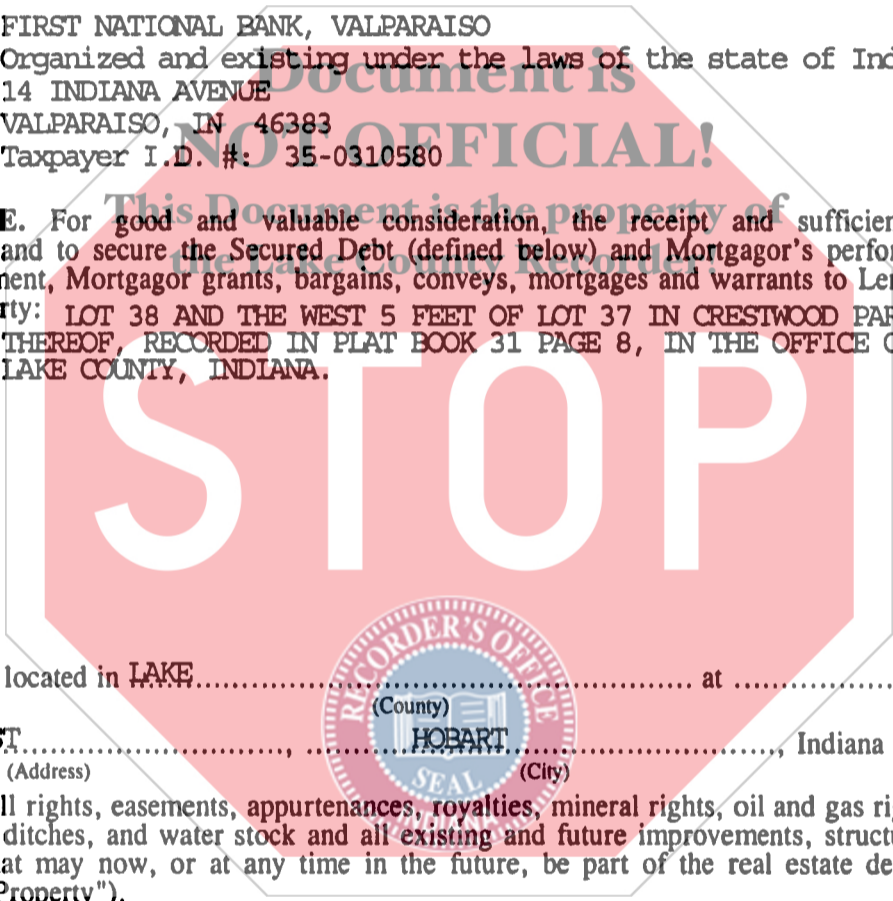 FIRST NATIONAL BANK, VALPARAISO
Organized and existing under the laws of the state of Ind
14 INDIANA AVENUE
VALPARAISO, IN 46383
Taxpayer I.D. #: 35-0310580
Document is
NOT OFFICIAL!
This Document is the property of
the Lake County Recorder!
E. For good and valuable consideration, the receipt and sufficien
and to secure the Secured Debt (defined below) and Mortgagor's perfor
ment, Mortgagor grants, bargains, conveys, mortgages and warrants to Len
rty: LOT 38 AND THE WEST 5 FEET OF LOT 37 IN CRESTWOOD PAR
THEREOF, RECORDED IN PLAT BOOK 31 PAGE 8, IN THE OFFICE O
LAKE COUNTY, INDIANA.
STOP
located in LAKE at
(County)
ST, HOBART, Indiana
(Address) (City)
RECORDER'S OFFICE
SEAL
INDIANA
ll rights, easements, appurtenances, royalties, mineral rights, oil and gas ri
ditches, and water stock and all existing and future improvements, struct
at may now, or at any time in the future, be part of the real estate de
Property").